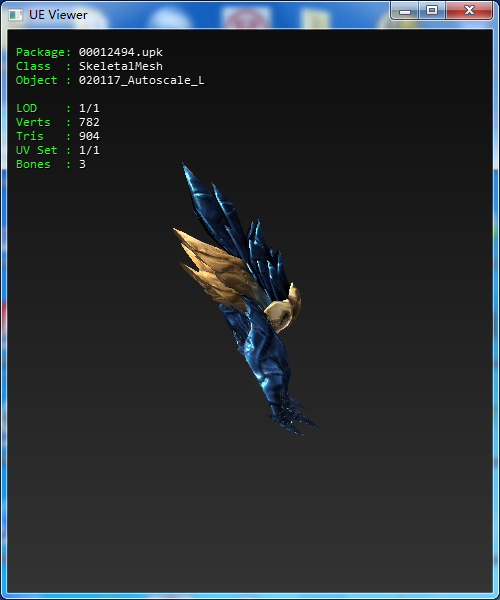 UE Viewer
Package: 00012494.upk
Class  : SkeletalMesh
Object : 020117_Autoscale_L
LOD    : 1/1
Verts  : 782
Tris   : 904
UV Set : 1/1
Bones  : 3